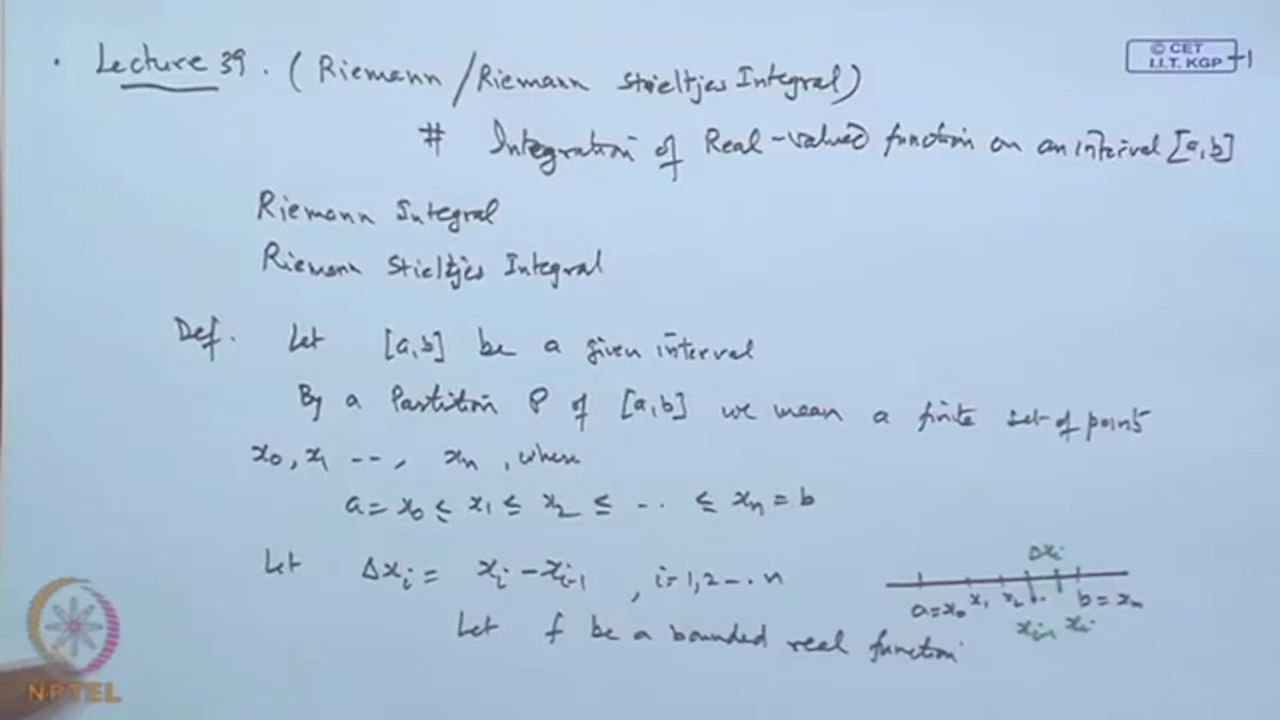 · Lecture 39. (Riemann / Riemann Stieltjes Integral)
© CET
I.I.T. KGP
# Integration of Real-valued function on an interval [a,b]
Riemann Integral
Riemann Stieltjes Integral
Def. Let [a,b] be a given interval
By a Partition P of [a,b] we mean a finite set of points
x₀, x₁ --, xₙ, where
a = x₀ ≤ x₁ ≤ x₂ ≤ -.. ≤ xₙ = b
Let Δxᵢ = xᵢ - xᵢ₋₁, i=1,2-..n
Δxᵢ
a=x₀ x₁ x₂ b=xₙ
xᵢ₋₁ xᵢ
Let f be a bounded real function
NPTEL